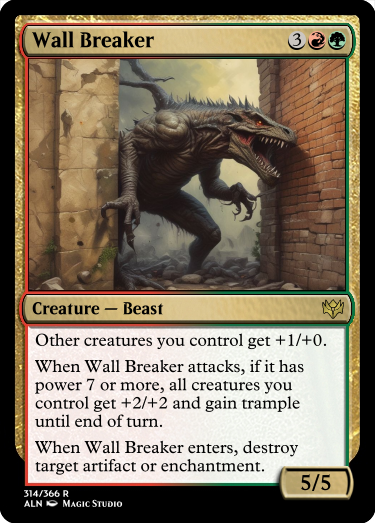 Wall Breaker 3
Creature — Beast
Other creatures you control get +1/+0.
When Wall Breaker attacks, if it has
power 7 or more, all creatures you
control get +2/+2 and gain trample
until end of turn.
When Wall Breaker enters, destroy
target artifact or enchantment.
5/5
314/366 R
ALN Magic Studio